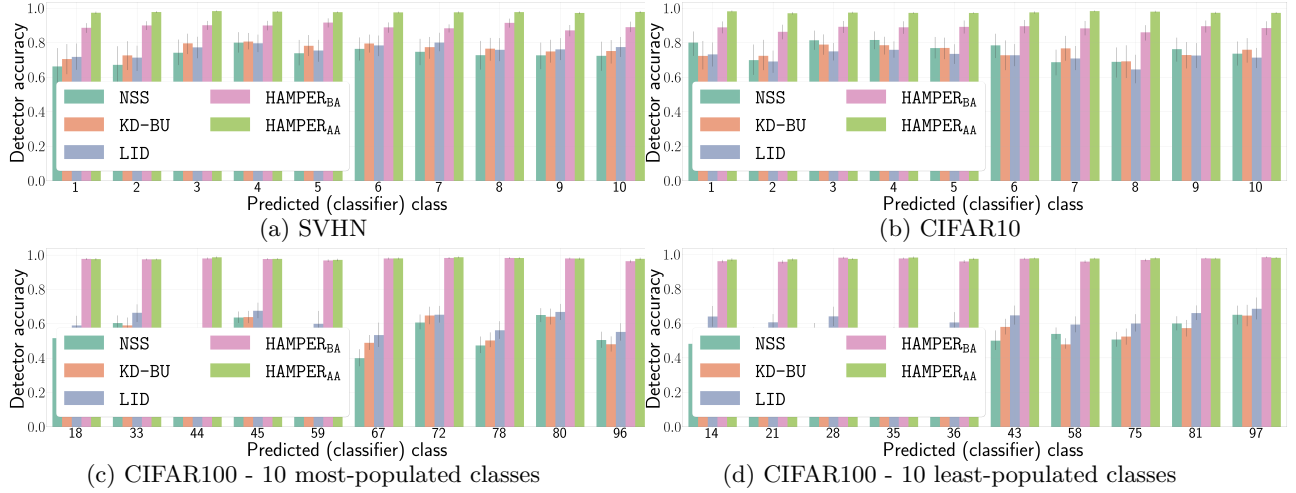 Detector accuracy
1.0
0.8
0.6
0.4
0.2
0.0
NSS HAMPER_BA
KD-BU HAMPER_AA
LID
1 2 3 4 5 6 7 8 9 10
Predicted (classifier) class
(a) SVHN
Detector accuracy
1.0
0.8
0.6
0.4
0.2
0.0
NSS HAMPER_BA
KD-BU HAMPER_AA
LID
1 2 3 4 5 6 7 8 9 10
Predicted (classifier) class
(b) CIFAR10
Detector accuracy
1.0
0.8
0.6
0.4
0.2
0.0
NSS HAMPER_BA
KD-BU HAMPER_AA
LID
18 33 44 45 59 67 72 78 80 96
Predicted (classifier) class
(c) CIFAR100 - 10 most-populated classes
Detector accuracy
1.0
0.8
0.6
0.4
0.2
0.0
NSS HAMPER_BA
KD-BU HAMPER_AA
LID
14 21 28 35 36 43 58 75 81 97
Predicted (classifier) class
(d) CIFAR100 - 10 least-populated classes